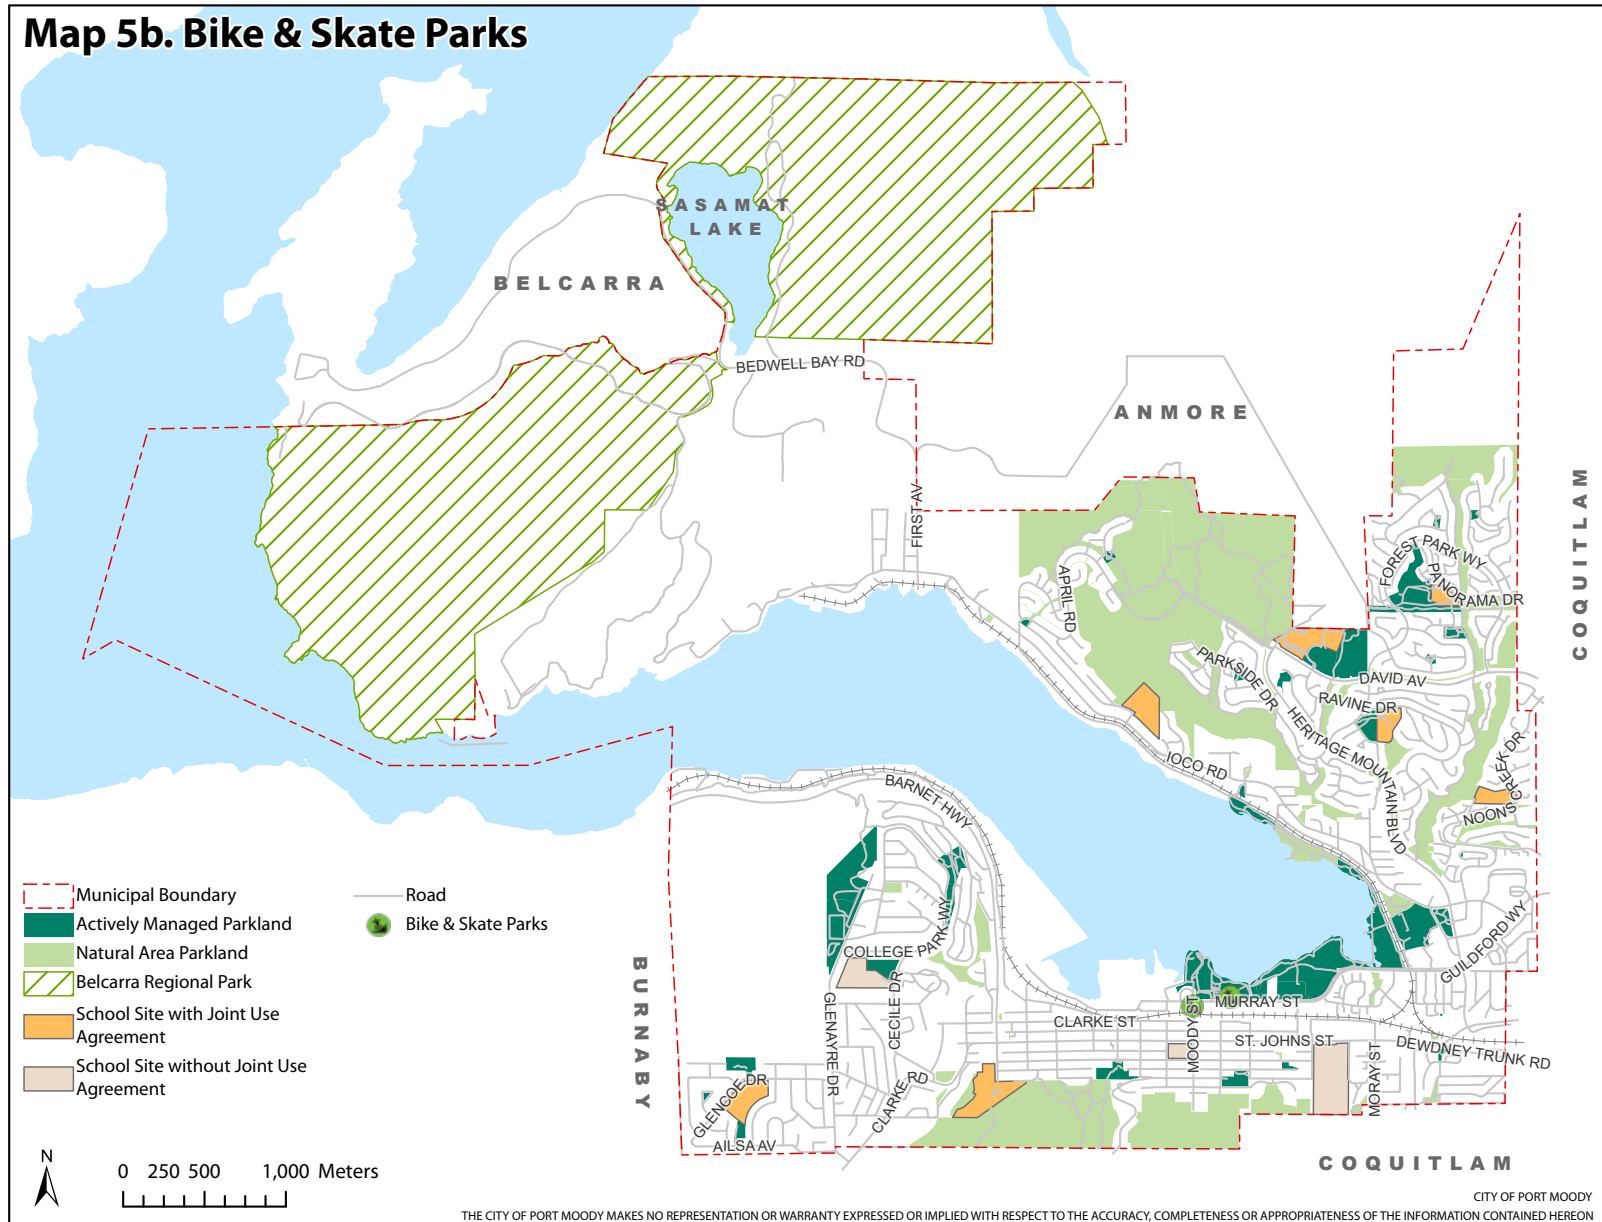 Map 5b. Bike & Skate Parks
SASAMAT
LAKE
BELCARRA
BEDWELL BAY RD
ANMORE
COQUITLAM
FIRST AV
APRIL RD
FOREST PARK WY
PANORAMA DR
PARKSIDE DR
DAVID AV
RAVINE DR
HERITAGE MOUNTAIN BLVD
NOONS CREEK DR
IOCO RD
BARNET HWY
COLLEGE PARK WY
GUILDFORD WY
BURNABY
GLENAYRE DR
CECILE DR
MURRAY ST
MOODY ST
CLARKE ST
ST. JOHNS ST
DEWDNEY TRUNK RD
MORAY ST
CLARKE RD
GLENCOE DR
AILSA AV
COQUITLAM
Municipal Boundary
Actively Managed Parkland
Natural Area Parkland
Belcarra Regional Park
School Site with Joint Use
Agreement
School Site without Joint Use
Agreement
Road
Bike & Skate Parks
N
0 250 500 1,000 Meters
CITY OF PORT MOODY
THE CITY OF PORT MOODY MAKES NO REPRESENTATION OR WARRANTY EXPRESSED OR IMPLIED WITH RESPECT TO THE ACCURACY, COMPLETENESS OR APPROPRIATENESS OF THE INFORMATION CONTAINED HEREON